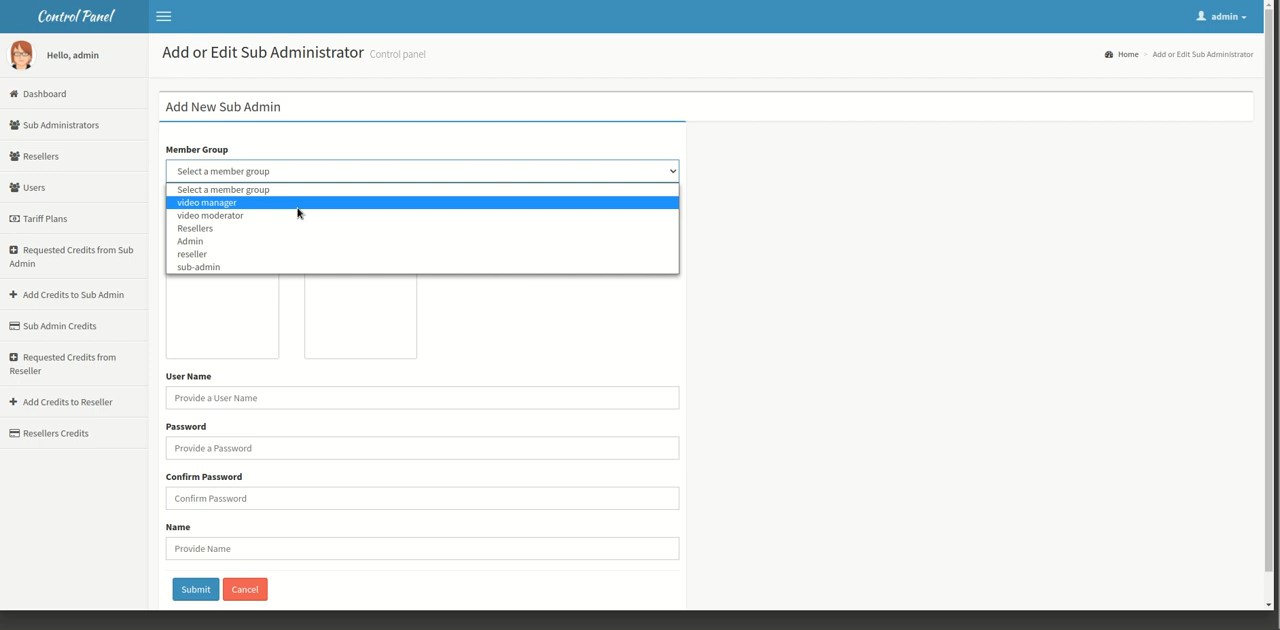 Control Panel
admin
Hello, admin
Dashboard
Sub Administrators
Resellers
Users
Tariff Plans
Requested Credits from Sub
Admin
Add Credits to Sub Admin
Sub Admin Credits
Requested Credits from
Reseller
Add Credits to Reseller
Resellers Credits
Add or Edit Sub Administrator Control panel
Home Add or Edit Sub Administrator
Add New Sub Admin
Member Group
Select a member group
Select a member group
video manager
video moderator
Resellers
Admin
reseller
sub-admin
User Name
Provide a User Name
Password
Provide a Password
Confirm Password
Confirm Password
Name
Provide Name
Submit Cancel